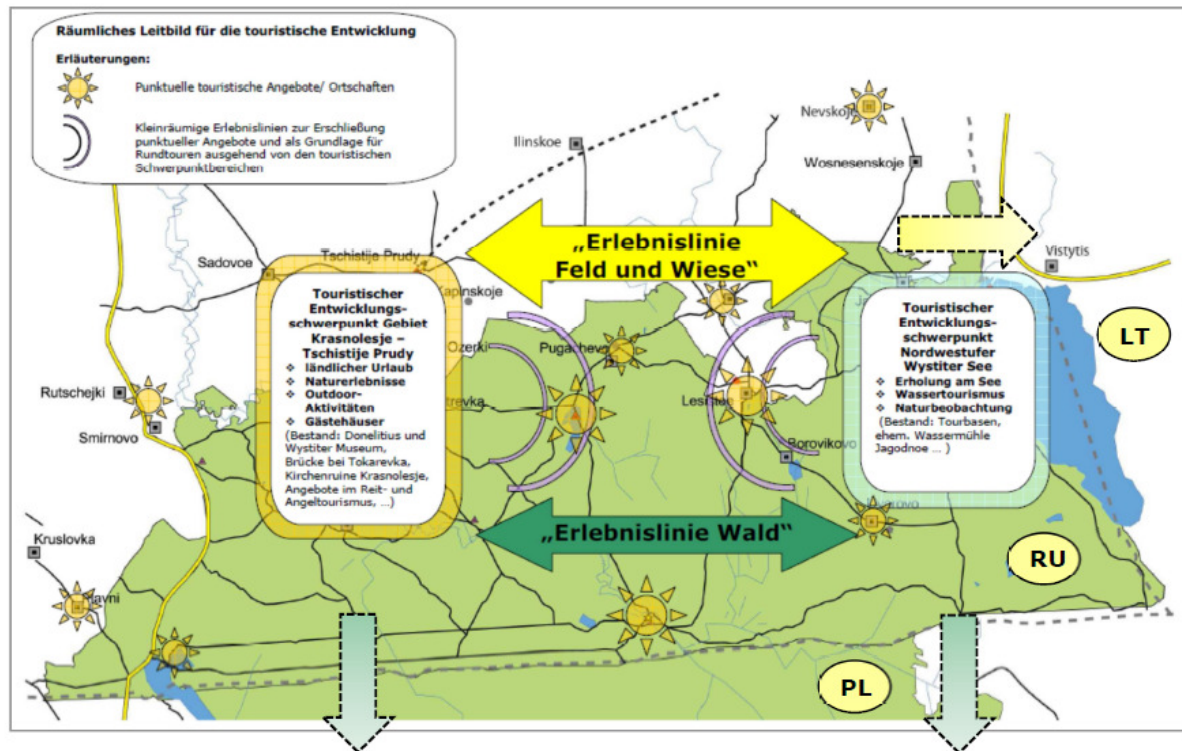 Räumliches Leitbild für die touristische Entwicklung
Erläuterungen:
Punktuelle touristische Angebote/ Ortschaften
Kleinräumige Erlebnislinien zur Erschließung
punktueller Angebote und als Grundlage für
Rundtouren ausgehend von den touristischen
Schwerpunktbereichen
Nevskoje
Ilinskoe
Wosnesenskoje
„Erlebnislinie
Feld und Wiese“
Vistytis
Sadovoe
Tschistije Prudy
Kapinskoje
Touristischer
Entwicklungs-
schwerpunkt Gebiet
Krasnolesje –
Tschistije Prudy
❖ ländlicher Urlaub
❖ Naturerlebnisse
❖ Outdoor-
Aktivitäten
❖ Gästehäuser
(Bestand: Donelitius und
Wystiter Museum,
Brücke bei Tokarevka,
Kirchenruine Krasnolesje,
Angebote im Reit- und
Angeltourismus, …)
Touristischer
Entwicklungs-
schwerpunkt
Nordwestufer
Wystiter See
❖ Erholung am See
❖ Wassertourismus
❖ Naturbeobachtung
(Bestand: Tourbasen,
ehem. Wassermühle
Jagodnoe ... )
LT
Ozerki
Rutschejki
Smirnovo
Borovikovo
„Erlebnislinie Wald“
Kruslovka
RU
PL